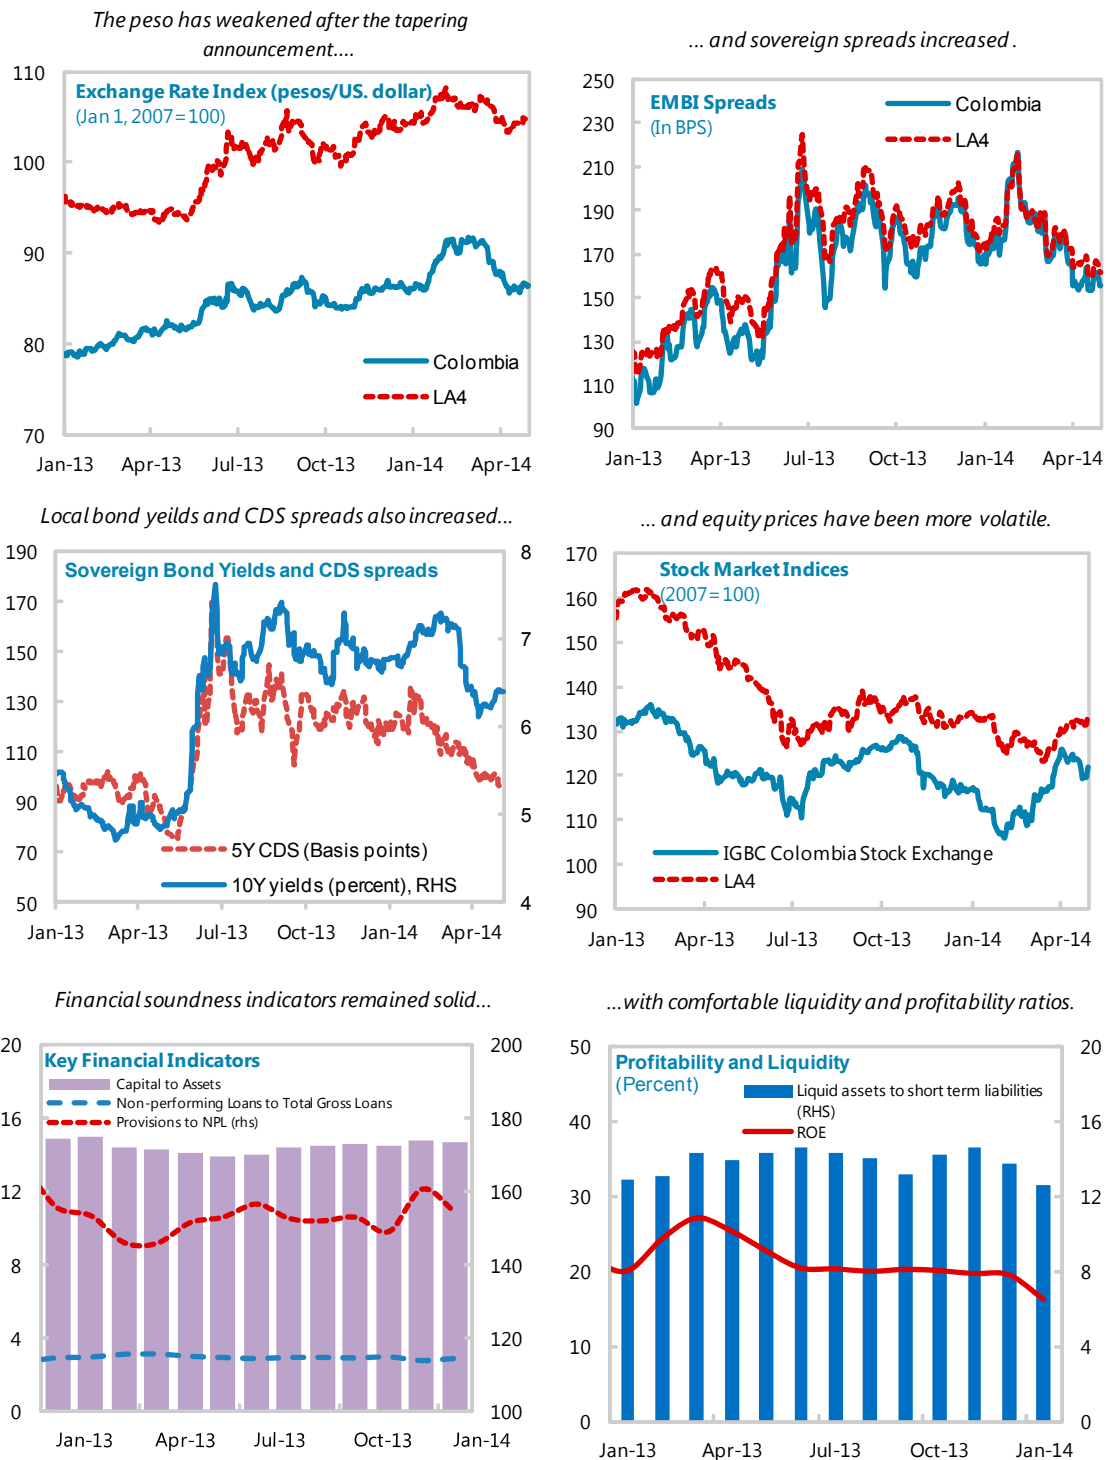 The peso has weakened after the tapering
announcement....
110
100
90
80
70
Exchange Rate Index (pesos/US. dollar)
(Jan 1, 2007=100)
Colombia
LA4
Jan-13 Apr-13 Jul-13 Oct-13 Jan-14 Apr-14
... and sovereign spreads increased .
250
230
210
190
170
150
130
110
90
EMBI Spreads
(In BPS)
Colombia
LA4
Jan-13 Apr-13 Jul-13 Oct-13 Jan-14 Apr-14
Local bond yeilds and CDS spreads also increased...
190
170
150
130
110
90
70
50
Sovereign Bond Yields and CDS spreads
8
7
6
5
4
5Y CDS (Basis points)
10Y yields (percent), RHS
Jan-13 Apr-13 Jul-13 Oct-13 Jan-14 Apr-14
... and equity prices have been more volatile.
170
160
150
140
130
120
110
100
90
Stock Market Indices
(2007=100)
IGBC Colombia Stock Exchange
LA4
Jan-13 Apr-13 Jul-13 Oct-13 Jan-14 Apr-14
Financial soundness indicators remained solid...
20
16
12
8
4
0
Key Financial Indicators
Capital to Assets
Non-performing Loans to Total Gross Loans
Provisions to NPL (rhs)
200
180
160
140
120
100
Jan-13 Apr-13 Jul-13 Oct-13 Jan-14
...with comfortable liquidity and profitability ratios.
50
40
30
20
10
0
Profitability and Liquidity
(Percent)
Liquid assets to short term liabilities
(RHS)
ROE
20
16
12
8
4
0
Jan-13 Apr-13 Jul-13 Oct-13 Jan-14